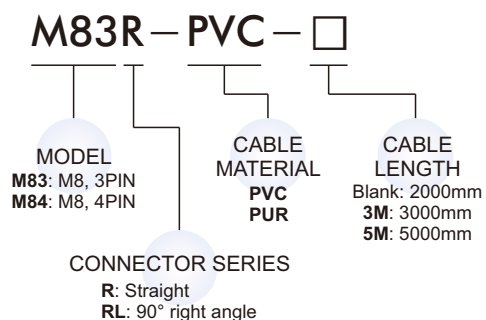 M83R-PVC-□
MODEL
M83: M8, 3PIN
M84: M8, 4PIN
CONNECTOR SERIES
R: Straight
RL: 90° right angle
CABLE
MATERIAL
PVC
PUR
CABLE
LENGTH
Blank: 2000mm
3M: 3000mm
5M: 5000mm